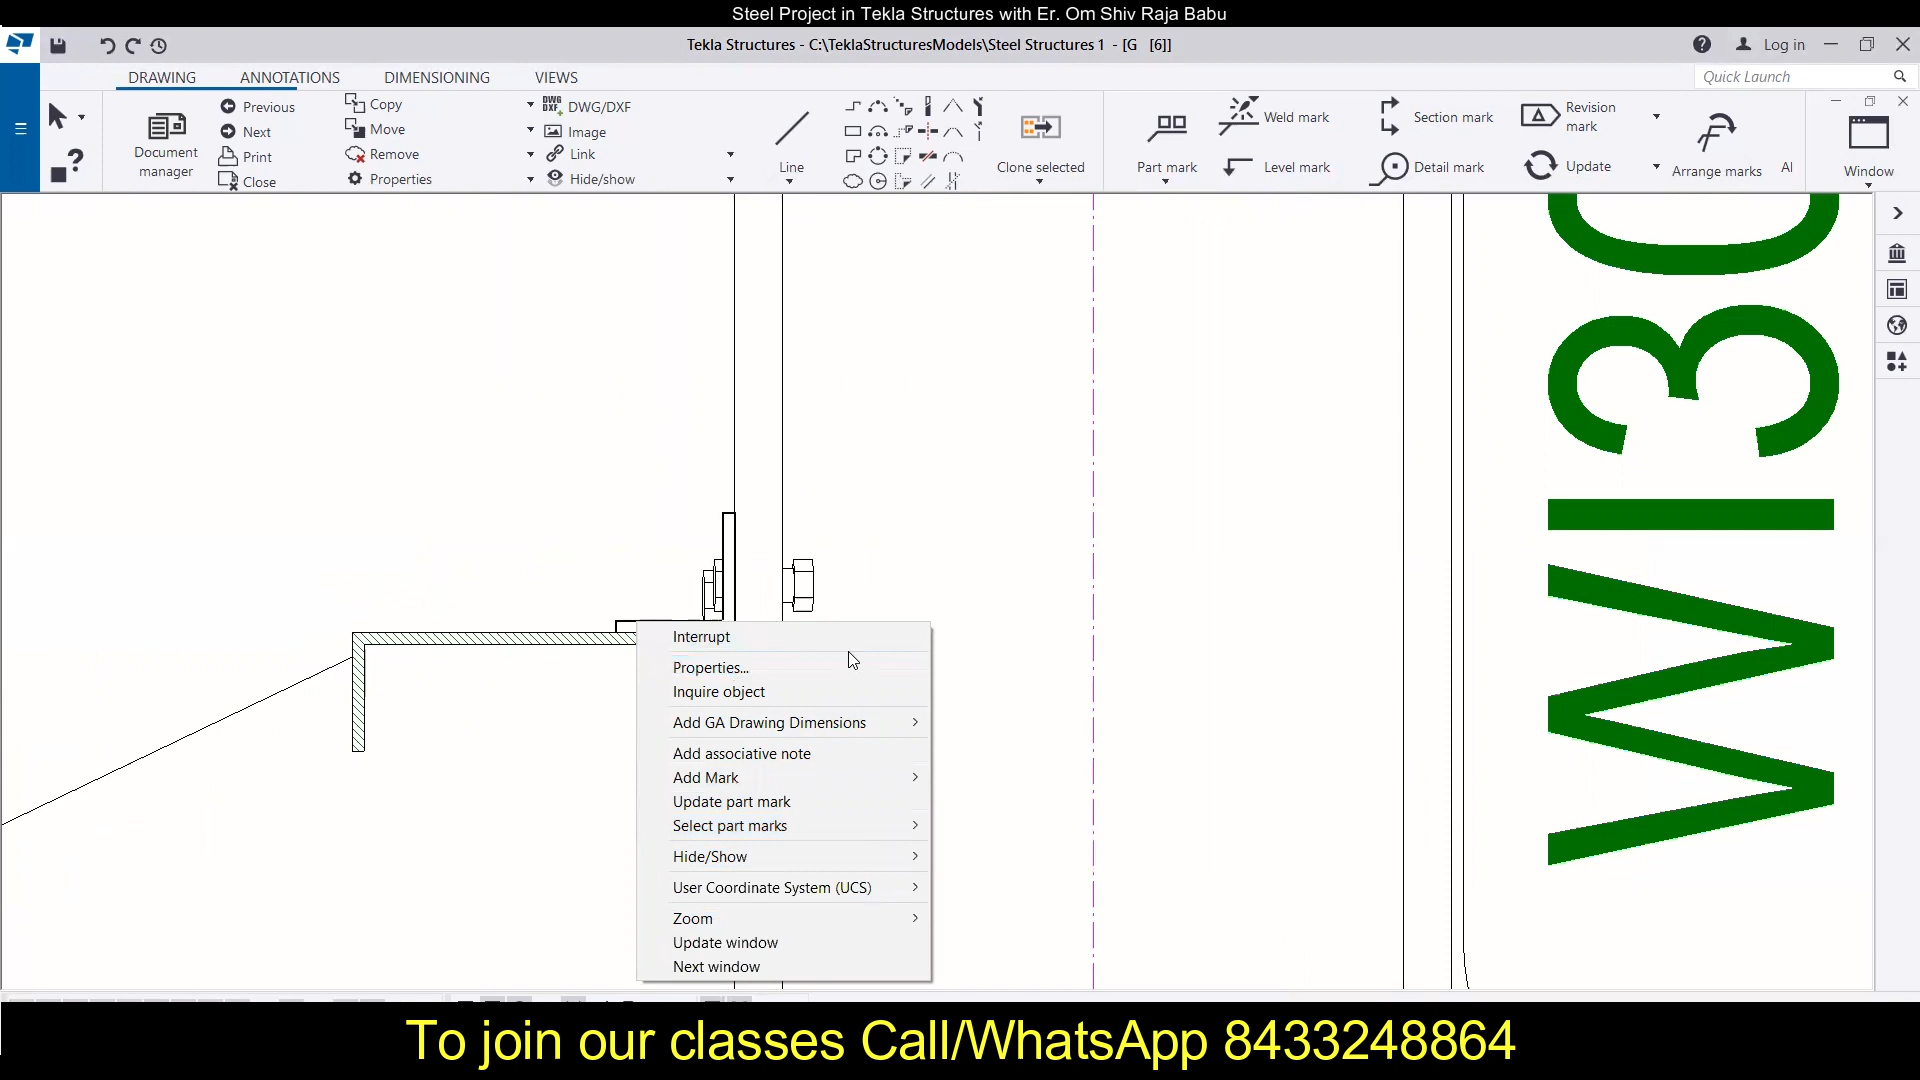 Steel Project in Tekla Structures with Er. Om Shiv Raja Babu
Tekla Structures - C:\TeklaStructuresModels\Steel Structures 1 - [G [6]]
Log in
DRAWING ANNOTATIONS DIMENSIONING VIEWS
Quick Launch
Document manager
Previous
Next
Print
Close
Copy
Move
Remove
Properties
DWG/DXF
Image
Link
Hide/show
Line
Clone selected
Part mark
Weld mark
Level mark
Section mark
Detail mark
Revision mark
Update
Arrange marks
Al
Window
Interrupt
Properties...
Inquire object
Add GA Drawing Dimensions
Add associative note
Add Mark
Update part mark
Select part marks
Hide/Show
User Coordinate System (UCS)
Zoom
Update window
Next window
WI30
To join our classes Call/WhatsApp 8433248864